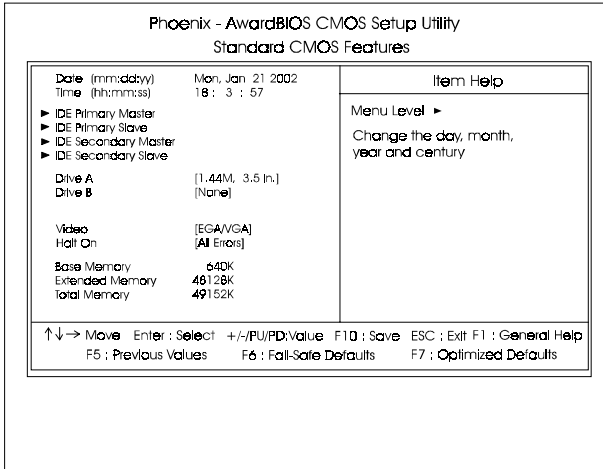 Phoenix - AwardBIOS CMOS Setup Utility
Standard CMOS Features
Date (mm:dd:yy) Mon, Jan 21 2002
Time (hh:mm:ss) 18 : 3 : 57
► IDE Primary Master
► IDE Primary Slave
► IDE Secondary Master
► IDE Secondary Slave
Drive A [1.44M, 3.5 in.]
Drive B [None]
Video [EGA/VGA]
Halt On [All Errors]
Base Memory 640K
Extended Memory 48128K
Total Memory 49152K
Item Help
Menu Level ►
Change the day, month,
year and century
↑↓→ Move Enter : Select +/-/PU/PD:Value F10 : Save ESC : Exit F1 : General Help
F5 : Previous Values F6 : Fail-Safe Defaults F7 : Optimized Defaults